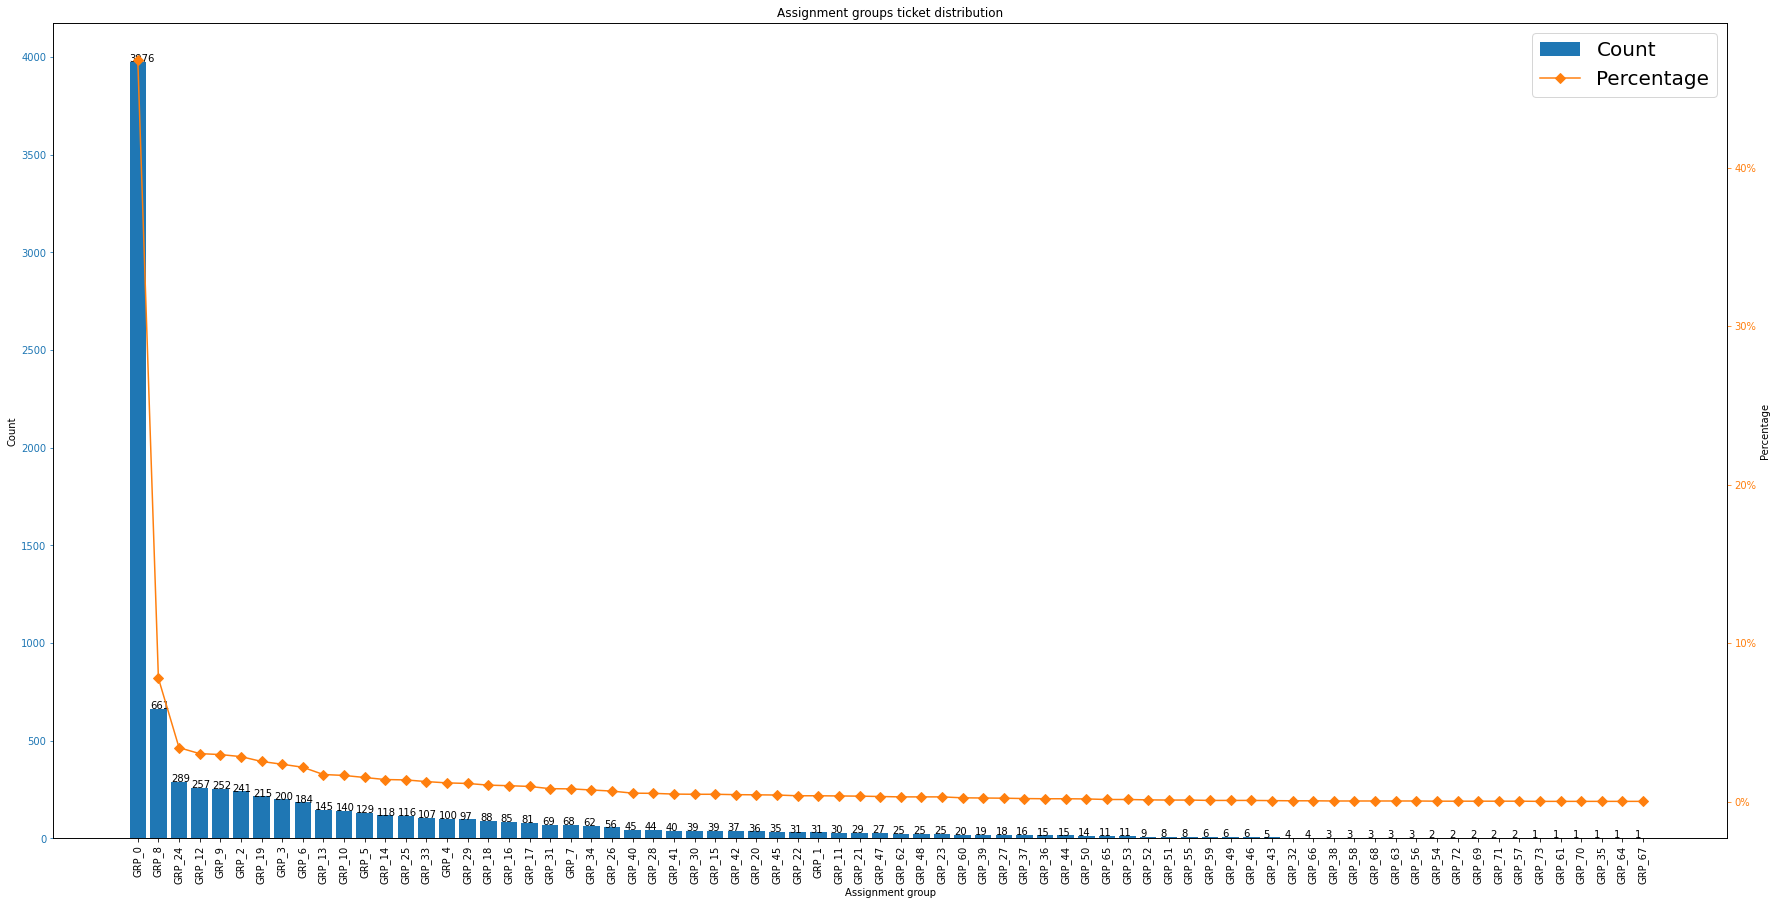 Assignment groups ticket distribution
Count
Percentage
4000
3500
3000
2500
2000
1500
1000
500
0
Count
40%
30%
20%
10%
0%
Percentage
3976 661 289 257 252 241 215 200 184 145 140 129 118 116 107 100 97 88 85 81 69 68 62 56 45 44 40 39 39 37 36 35 31 31 30 29 27 25 25 25 20 19 18 16 15 15 14 11 11 9 8 8 6 6 6 5 4 4 3 3 3 3 2 2 2 2 2 1 1 1 1 1 1
GRP_0 GRP_8 GRP_24 GRP_12 GRP_9 GRP_2 GRP_19 GRP_3 GRP_6 GRP_13 GRP_10 GRP_5 GRP_14 GRP_25 GRP_33 GRP_4 GRP_29 GRP_18 GRP_16 GRP_17 GRP_31 GRP_7 GRP_34 GRP_26 GRP_40 GRP_28 GRP_41 GRP_30 GRP_15 GRP_42 GRP_20 GRP_45 GRP_22 GRP_1 GRP_11 GRP_21 GRP_47 GRP_62 GRP_48 GRP_23 GRP_60 GRP_39 GRP_27 GRP_37 GRP_36 GRP_44 GRP_50 GRP_65 GRP_53 GRP_52 GRP_51 GRP_55 GRP_59 GRP_49 GRP_46 GRP_43 GRP_32 GRP_66 GRP_38 GRP_58 GRP_68 GRP_63 GRP_56 GRP_54 GRP_72 GRP_69 GRP_71 GRP_57 GRP_73 GRP_61 GRP_70 GRP_35 GRP_64 GRP_67
Assignment group